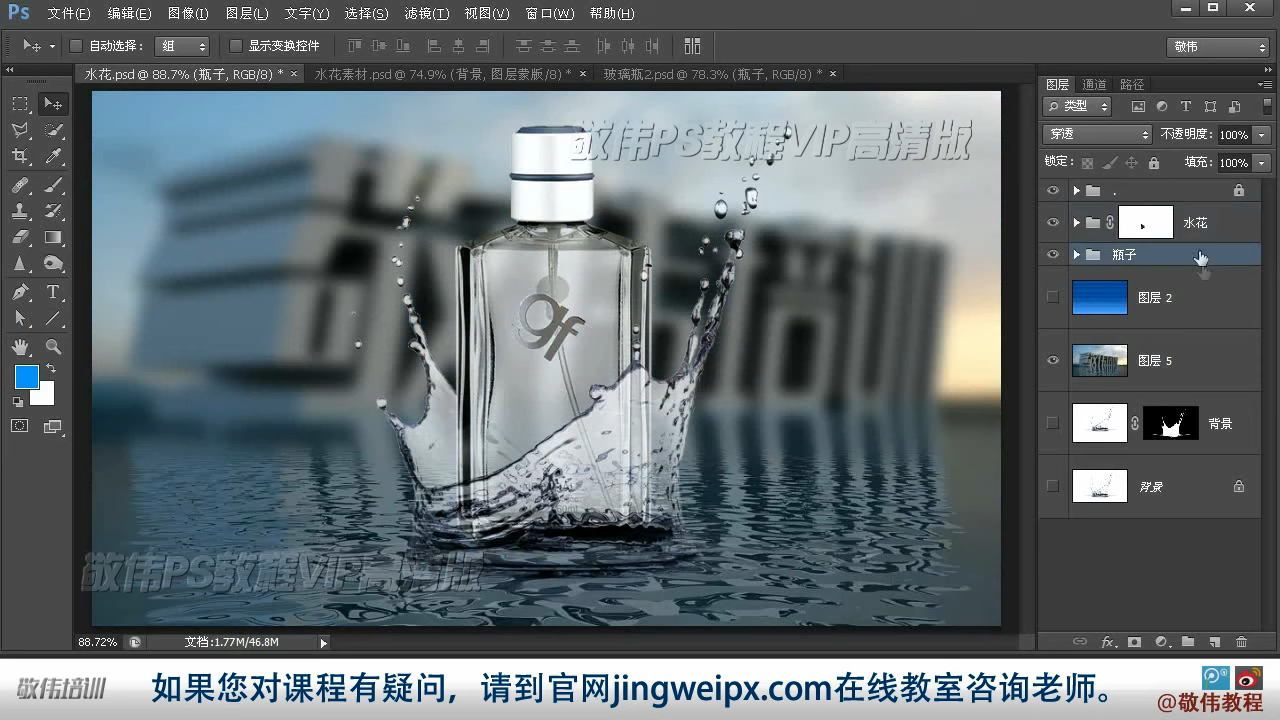 Ps 文件(F) 编辑(E) 图像(I) 图层(L) 文字(Y) 选择(S) 滤镜(T) 视图(V) 窗口(W) 帮助(H)
自动选择： 组 显示变换控件 敬伟
水花.psd @ 88.7% (瓶子, RGB/8) * × 水花素材.psd @ 74.9% (背景, 图层蒙版/8) * × 玻璃瓶2.psd @ 78.3% (瓶子, RGB/8) * ×
图层 通道 路径
类型
穿透 不透明度: 100%
锁定: 填充: 100%
.
水花
瓶子
图层 2
图层 5
背景
背景
敬伟PS教程VIP高清版
gf
敬伟PS教程VIP高清版
88.72% 文档:1.77M/46.8M
敬伟培训 如果您对课程有疑问，请到官网jingweipx.com在线教室咨询老师。
@敬伟教程